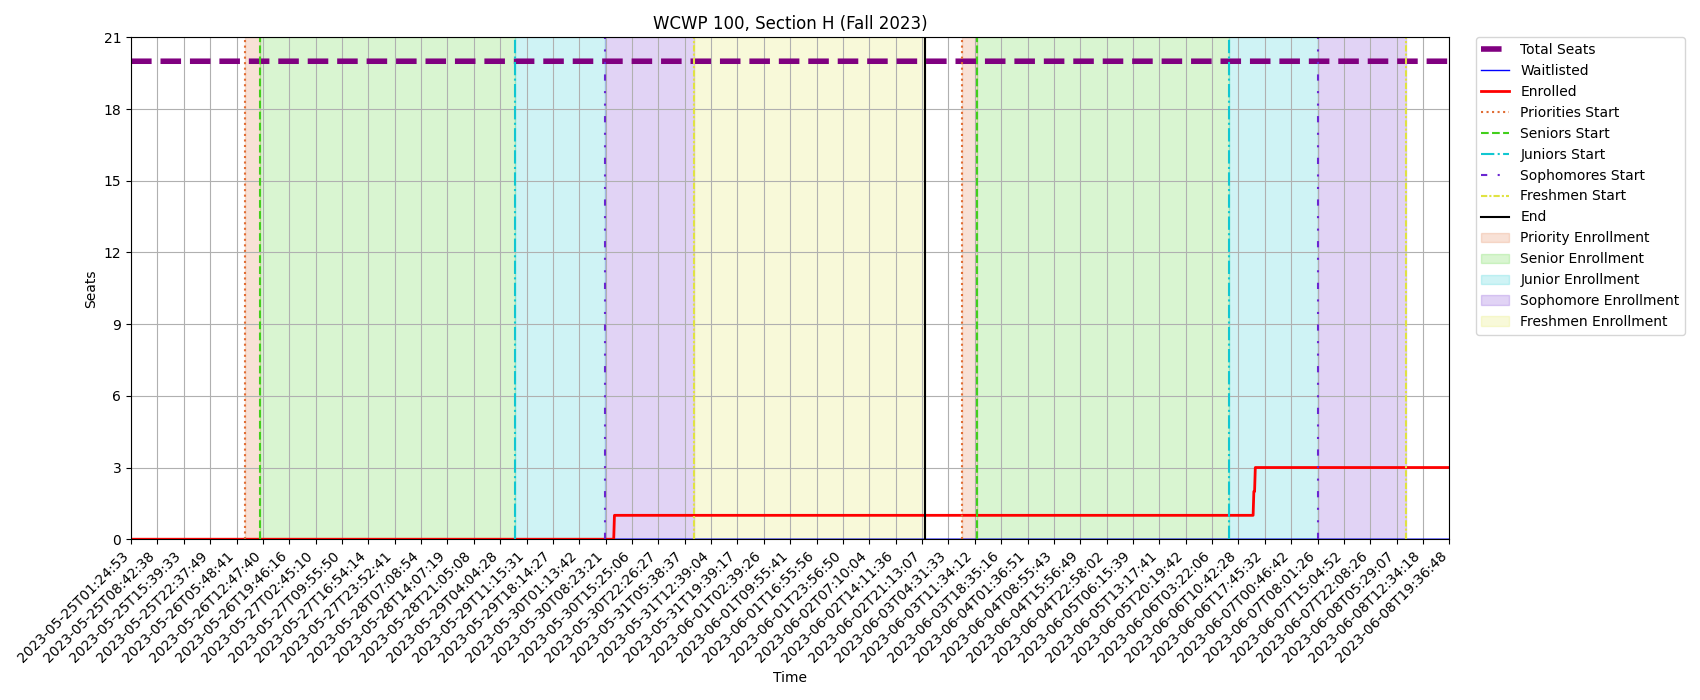 WCWP 100, Section H (Fall 2023)
21
18
15
12
9
6
3
0
Seats
2023-05-25T01:24:53
2023-05-25T08:42:38
2023-05-25T15:39:33
2023-05-25T22:37:49
2023-05-26T05:48:41
2023-05-26T12:47:40
2023-05-26T19:46:16
2023-05-27T02:45:10
2023-05-27T09:55:50
2023-05-27T16:54:14
2023-05-27T23:52:41
2023-05-28T07:08:54
2023-05-28T14:07:19
2023-05-28T21:05:08
2023-05-29T04:04:28
2023-05-29T11:15:31
2023-05-29T18:14:27
2023-05-30T01:13:42
2023-05-30T08:23:21
2023-05-30T15:25:06
2023-05-30T22:26:27
2023-05-31T05:38:37
2023-05-31T12:39:04
2023-05-31T19:39:17
2023-06-01T02:39:26
2023-06-01T09:55:41
2023-06-01T16:55:56
2023-06-01T23:56:50
2023-06-02T07:10:04
2023-06-02T14:11:36
2023-06-02T21:13:07
2023-06-03T04:31:33
2023-06-03T11:34:12
2023-06-03T18:35:16
2023-06-04T01:36:51
2023-06-04T08:55:43
2023-06-04T15:56:49
2023-06-04T22:58:02
2023-06-05T06:15:39
2023-06-05T13:17:41
2023-06-05T20:19:42
2023-06-06T03:22:06
2023-06-06T10:42:28
2023-06-06T17:45:32
2023-06-07T00:46:42
2023-06-07T08:01:26
2023-06-07T15:04:52
2023-06-07T22:08:26
2023-06-08T05:29:07
2023-06-08T12:34:18
2023-06-08T19:36:48
Time
Total Seats
Waitlisted
Enrolled
Priorities Start
Seniors Start
Juniors Start
Sophomores Start
Freshmen Start
End
Priority Enrollment
Senior Enrollment
Junior Enrollment
Sophomore Enrollment
Freshmen Enrollment